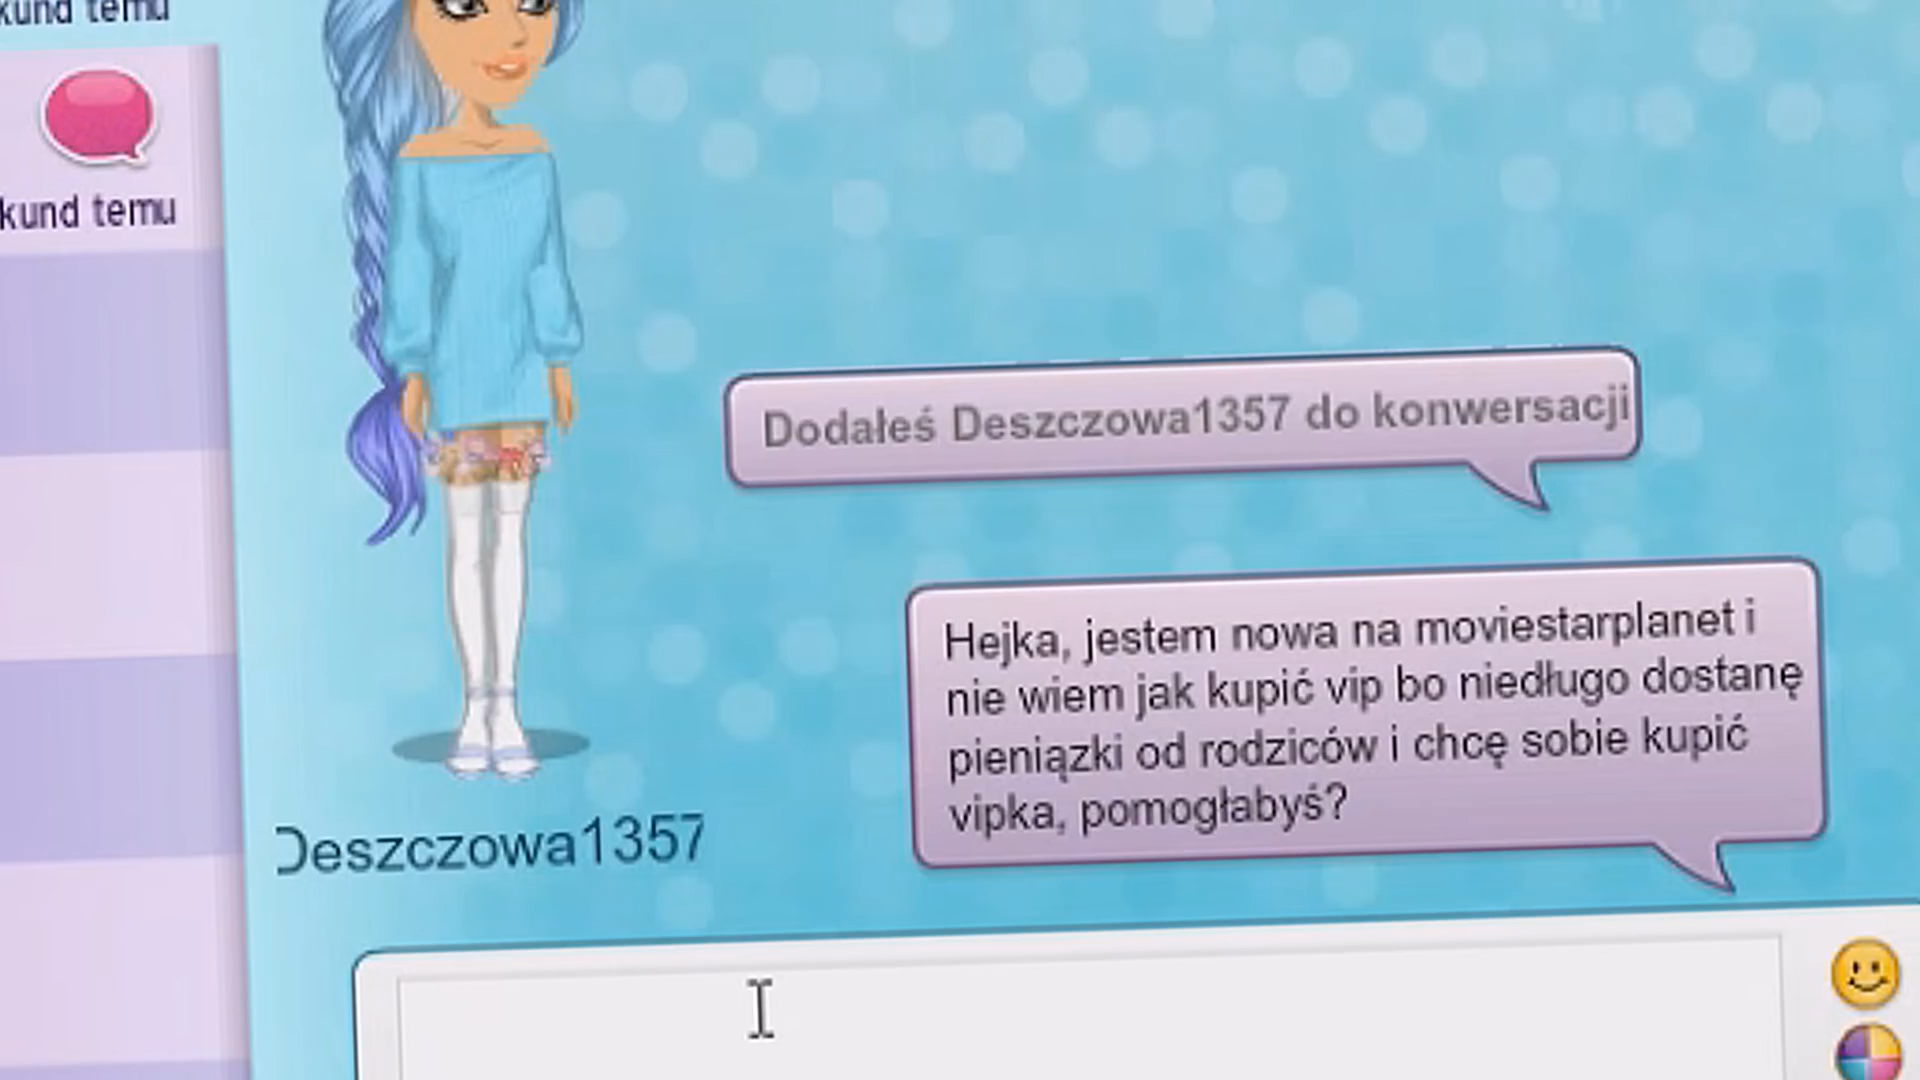 kund temu
kund temu
Dodałeś Deszczowa1357 do konwersacji
Hejka, jestem nowa na moviestarplanet i
nie wiem jak kupić vip bo niedługo dostanę
pieniązki od rodziców i chcę sobie kupić
vipka, pomogłabyś?
Deszczowa1357